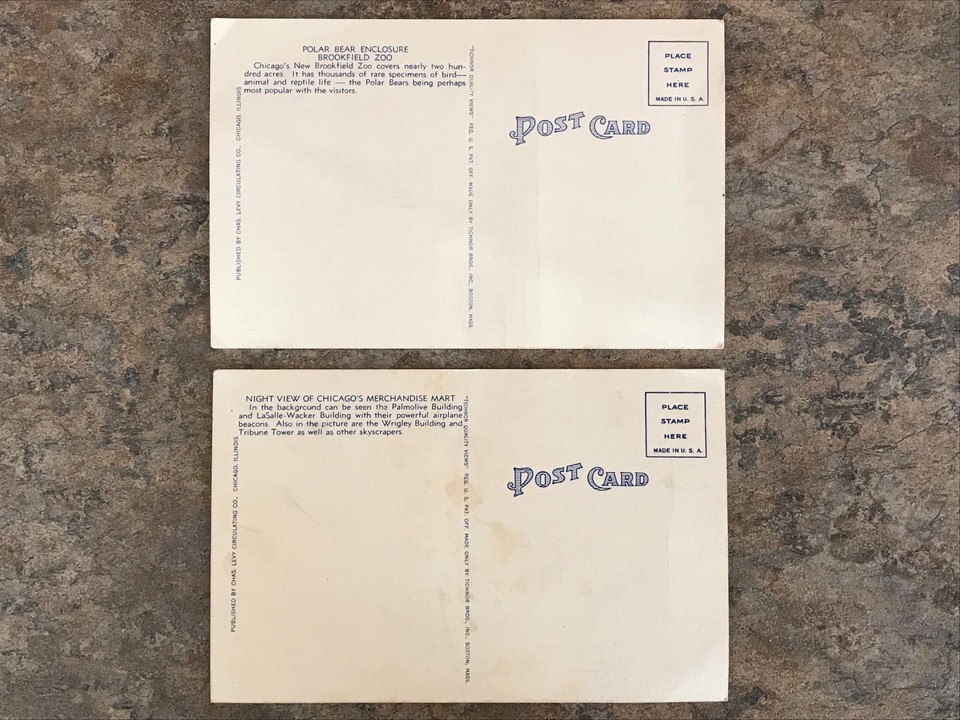 POLAR BEAR ENCLOSURE
BROOKFIELD ZOO
Chicago's New Brookfield Zoo covers nearly two hun-
dred acres. It has thousands of rare specimens of bird—
animal and reptile life — the Polar Bears being perhaps
most popular with the visitors.
PUBLISHED BY CHAS. LEVY CIRCULATING CO., CHICAGO, ILLINOIS
"TICHNOR QUALITY VIEWS" REG. U. S. PAT. OFF. MADE ONLY BY TICHNOR BROS., INC., BOSTON, MASS.
POST CARD
PLACE
STAMP
HERE
MADE IN U. S. A.
NIGHT VIEW OF CHICAGO'S MERCHANDISE MART
In the background can be seen the Palmolive Building
and LaSalle-Wacker Building with their powerful airplane
beacons. Also in the picture are the Wrigley Building and
Tribune Tower as well as other skyscrapers.
PUBLISHED BY CHAS. LEVY CIRCULATING CO., CHICAGO, ILLINOIS
"TICHNOR QUALITY VIEWS" REG. U. S. PAT. OFF. MADE ONLY BY TICHNOR BROS., INC., BOSTON, MASS.
POST CARD
PLACE
STAMP
HERE
MADE IN U. S. A.